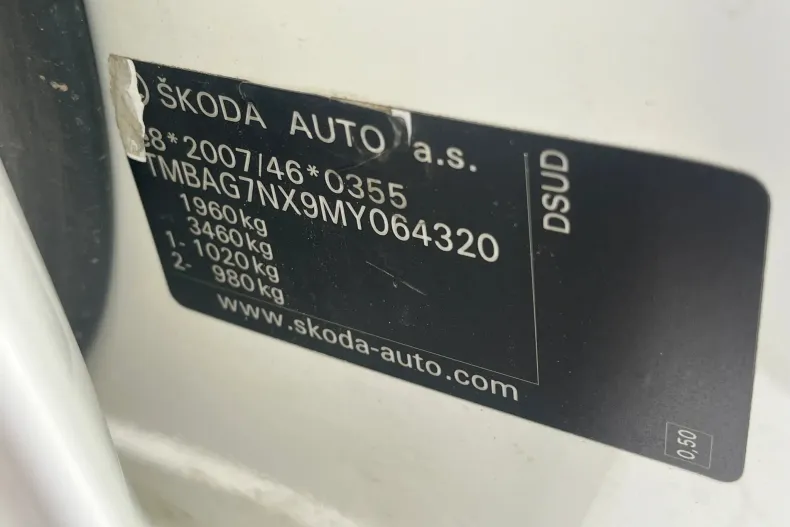 ŠKODA AUTO a.s.
e8*2007/46*0355
TMBAG7NX9MY064320
1960kg
3460kg
1- 1020kg
2- 980kg
www.skoda-auto.com
DSUD
0,50